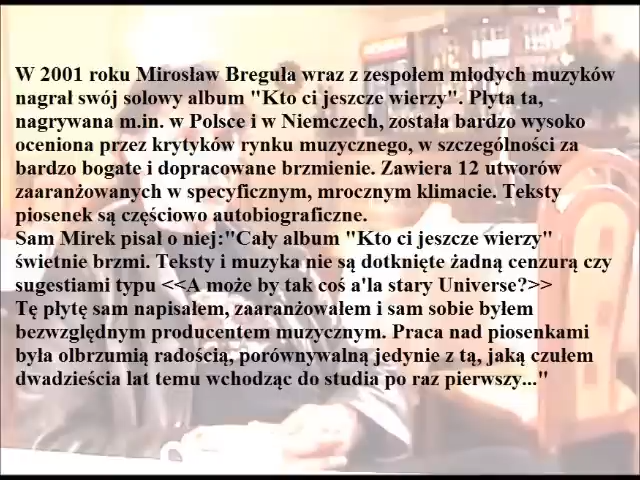 W 2001 roku Mirosław Breguła wraz z zespołem młodych muzyków
nagrał swój solowy album "Kto ci jeszcze wierzy". Płyta ta,
nagrywana m.in. w Polsce i w Niemczech, została bardzo wysoko
oceniona przez krytyków rynku muzycznego, w szczególności za
bardzo bogate i dopracowane brzmienie. Zawiera 12 utworów
zaaranżowanych w specyficznym, mrocznym klimacie. Teksty
piosenek są częściowo autobiograficzne.
Sam Mirek pisał o niej:"Cały album "Kto ci jeszcze wierzy"
świetnie brzmi. Teksty i muzyka nie są dotknięte żadną cenzurą czy
sugestiami typu <<A może by tak coś a'la stary Universe?>>
Tę płytę sam napisałem, zaaranżowałem i sam sobie byłem
bezwzględnym producentem muzycznym. Praca nad piosenkami
była olbrzymią radością, porównywalną jedynie z tą, jaką czułem
dwadzieścia lat temu wchodząc do studia po raz pierwszy..."